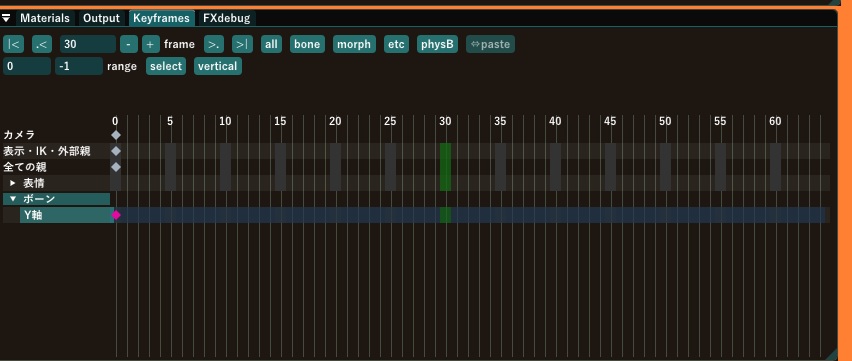 Materials Output Keyframes FXdebug
|< .< 30 - + frame >. >| all bone morph etc physB ⇔paste
0 -1 range select vertical
0 5 10 15 20 25 30 35 40 45 50 55 60
カメラ
表示・IK・外部親
全ての親
表情
ボーン
Y軸